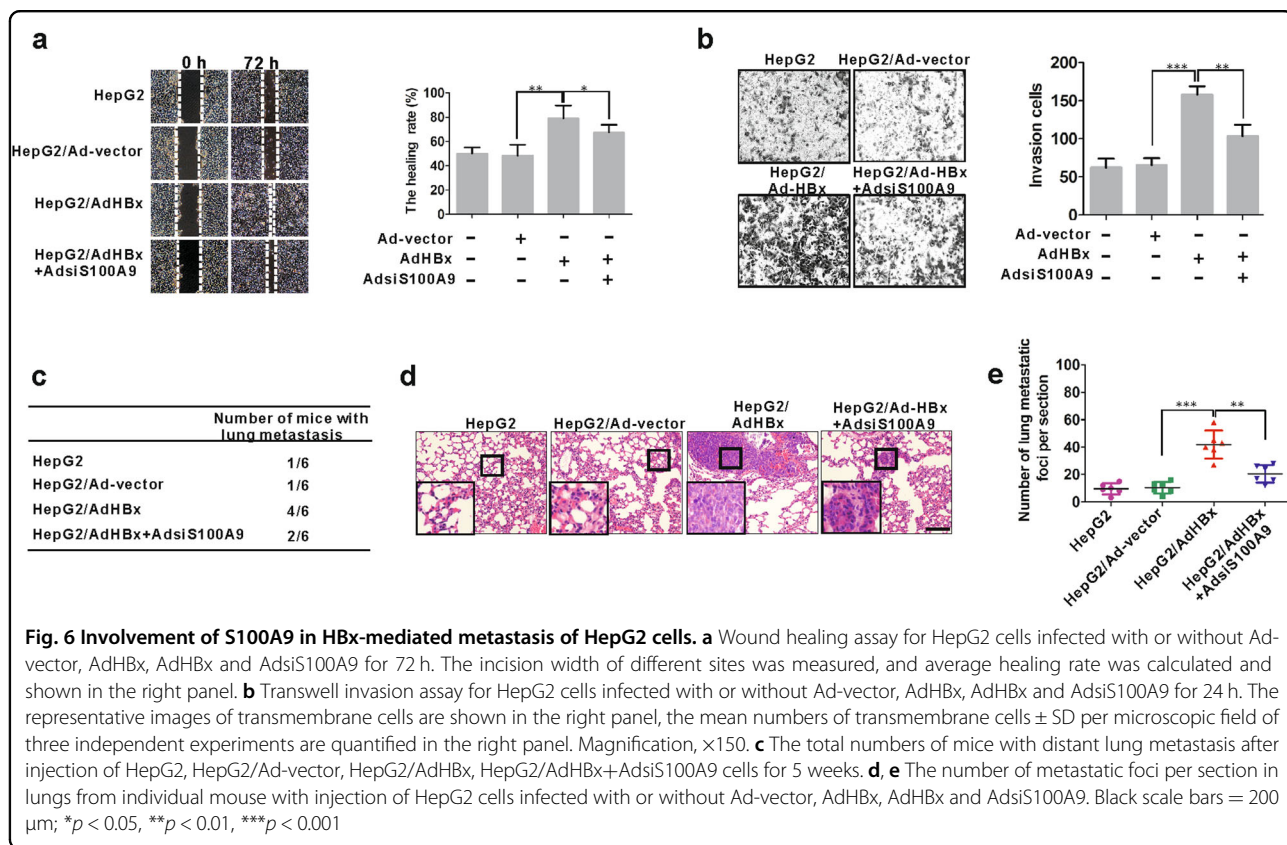 a
0 h 72 h
HepG2
HepG2/Ad-vector
HepG2/AdHBx
HepG2/AdHBx
+AdsiS100A9
The healing rate (%)
100
80
60
40
20
0
** *
Ad-vector – + – –
AdHBx – – + +
AdsiS100A9 – – – +
b
HepG2 HepG2/Ad-vector
HepG2/ HepG2/Ad-HBx
Ad-HBx +AdsiS100A9
Invasion cells
200
150
100
50
0
*** **
Ad-vector – + – –
AdHBx – – + +
AdsiS100A9 – – – +
c
Number of mice with
lung metastasis
HepG2 1/6
HepG2/Ad-vector 1/6
HepG2/AdHBx 4/6
HepG2/AdHBx+AdsiS100A9 2/6
d
HepG2 HepG2/Ad-vector HepG2/ HepG2/Ad-HBx
AdHBx +AdsiS100A9
e
Number of lung metastatic
foci per section
100
80
60
40
20
0
*** **
HepG2
HepG2/Ad-vector
HepG2/AdHBx
HepG2/AdHBx
+AdsiS100A9
Fig. 6 Involvement of S100A9 in HBx-mediated metastasis of HepG2 cells. a Wound healing assay for HepG2 cells infected with or without Ad-
vector, AdHBx, AdHBx and AdsiS100A9 for 72 h. The incision width of different sites was measured, and average healing rate was calculated and
shown in the right panel. b Transwell invasion assay for HepG2 cells infected with or without Ad-vector, AdHBx, AdHBx and AdsiS100A9 for 24 h. The
representative images of transmembrane cells are shown in the right panel, the mean numbers of transmembrane cells ± SD per microscopic field of
three independent experiments are quantified in the right panel. Magnification, ×150. c The total numbers of mice with distant lung metastasis after
injection of HepG2, HepG2/Ad-vector, HepG2/AdHBx, HepG2/AdHBx+AdsiS100A9 cells for 5 weeks. d, e The number of metastatic foci per section in
lungs from individual mouse with injection of HepG2 cells infected with or without Ad-vector, AdHBx, AdHBx and AdsiS100A9. Black scale bars = 200
μm; *p < 0.05, **p < 0.01, ***p < 0.001